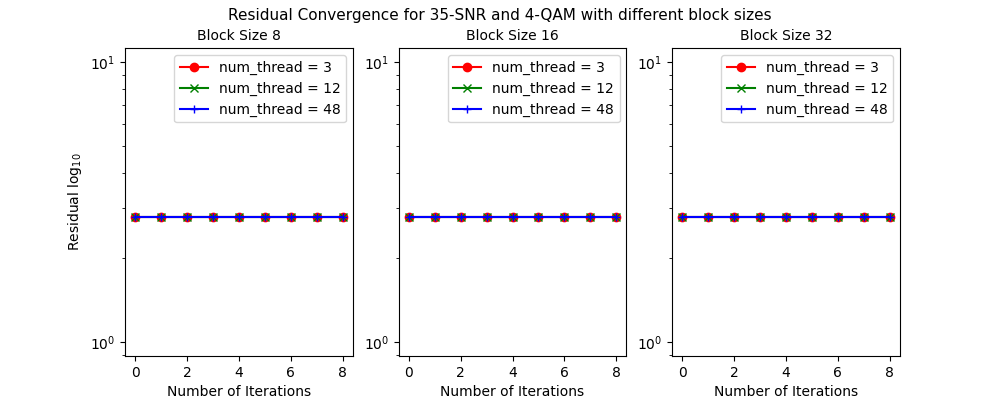 Residual Convergence for 35-SNR and 4-QAM with different block sizes
Block Size 8
Residual log₁₀
10¹
10⁰
num_thread = 3
num_thread = 12
num_thread = 48
0 2 4 6 8
Number of Iterations
Block Size 16
10¹
10⁰
num_thread = 3
num_thread = 12
num_thread = 48
0 2 4 6 8
Number of Iterations
Block Size 32
10¹
10⁰
num_thread = 3
num_thread = 12
num_thread = 48
0 2 4 6 8
Number of Iterations